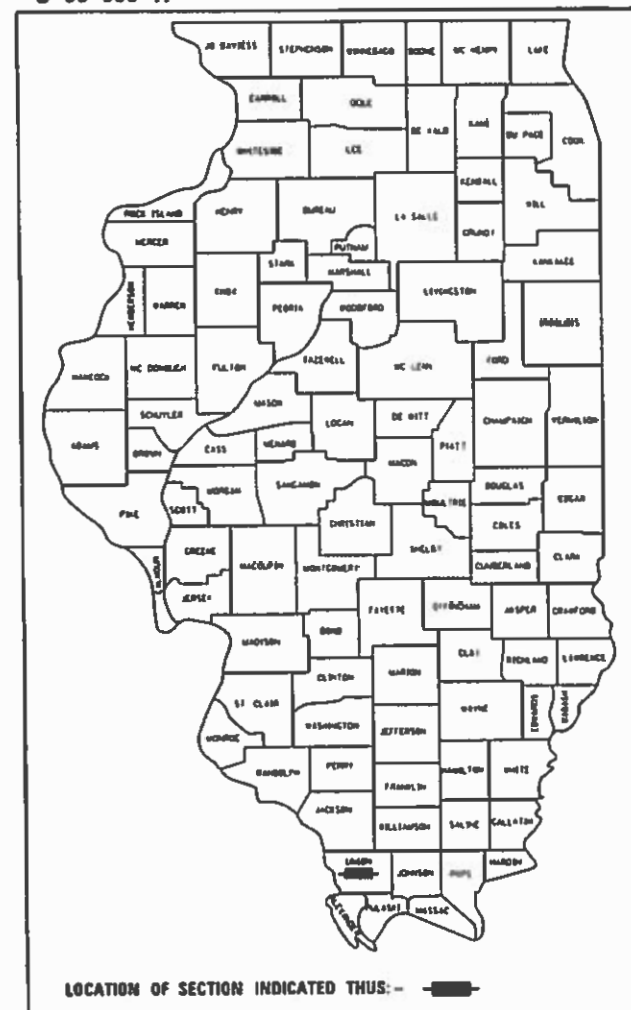 JO DAVIESS STEPHENSON WINNEBAGO BOONE MC HENRY LAKE
CARROLL OGLE DE KALB KANE DU PAGE COOK
WHITESIDE LEE
KENDALL
ROCK ISLAND HENRY BUREAU LA SALLE WILL
MERCER PUTNAM GRUNDY
STARK MARSHALL KANKAKEE
HENDERSON WARREN KNOX PEORIA WOODFORD LIVINGSTON IROQUOIS
HANCOCK MC DONOUGH FULTON TAZEWELL MC LEAN FORD
MASON
SCHUYLER LOGAN DE WITT CHAMPAIGN VERMILION
ADAMS BROWN CASS MENARD MACON PIATT
MORGAN SANGAMON DOUGLAS EDGAR
PIKE SCOTT CHRISTIAN MOULTRIE COLES
GREENE MACOUPIN MONTGOMERY SHELBY CUMBERLAND CLARK
CALHOUN JERSEY FAYETTE EFFINGHAM JASPER CRAWFORD
MADISON BOND CLAY RICHLAND LAWRENCE
CLINTON MARION
ST CLAIR WAYNE EDWARDS WABASH
MONROE WASHINGTON JEFFERSON
RANDOLPH PERRY HAMILTON WHITE
FRANKLIN
JACKSON WILLIAMSON SALINE GALLATIN
UNION JOHNSON POPE HARDIN
ALEXANDER PULASKI MASSAC
LOCATION OF SECTION INDICATED THUS:-